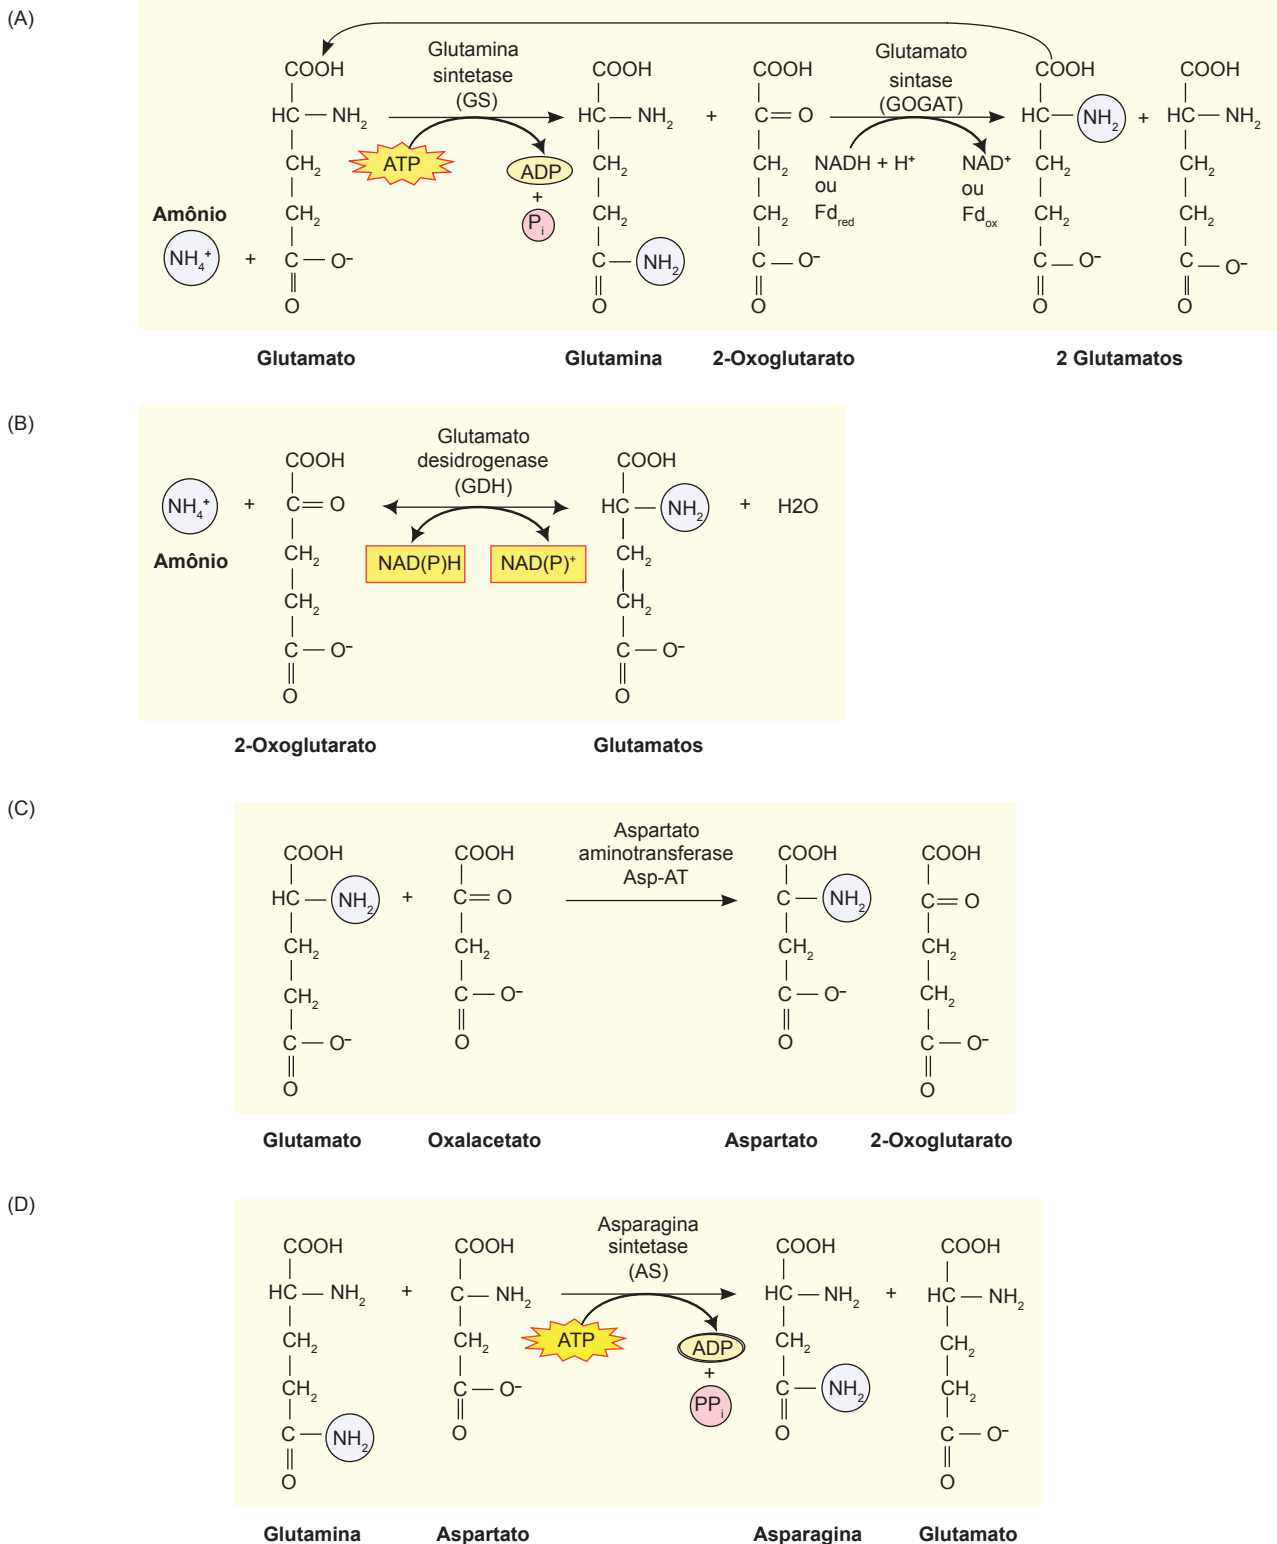 (A)
Glutamina
sintetase
(GS)
Glutamato
sintase
(GOGAT)
COOH COOH COOH COOH COOH
HC — NH2 HC — NH2 + C = O HC — NH2 + HC — NH2
ATP ADP
+
Pi
NADH + H+ NAD+
ou ou
Fdred Fdox
CH2 CH2 CH2 CH2 CH2
CH2 CH2 CH2 CH2 CH2
Amônio
NH4+ + C — O– C — NH2 C — O– C — O– C — O–
O O O O O
Glutamato Glutamina 2-Oxoglutarato 2 Glutamatos
(B)
Glutamato
desidrogenase
(GDH)
COOH COOH
NH4+ + C = O HC — NH2 + H2O
Amônio
CH2 NAD(P)H NAD(P)+ CH2
CH2 CH2
C — O– C — O–
O O
2-Oxoglutarato Glutamatos
(C)
Aspartato
aminotransferase
Asp-AT
COOH COOH COOH COOH
HC — NH2 + C = O C — NH2 C = O
CH2 CH2 CH2 CH2
CH2 C — O– C — O– CH2
C — O– O O C — O–
O O
Glutamato Oxalacetato Aspartato 2-Oxoglutarato
(D)
Asparagina
sintetase
(AS)
COOH COOH COOH COOH
HC — NH2 + C — NH2 HC — NH2 + HC — NH2
CH2 CH2 ATP ADP CH2 CH2
+
PPi
CH2 C — O– C — NH2 CH2
C — NH2 O O C — O–
O O
Glutamina Aspartato Asparagina Glutamato